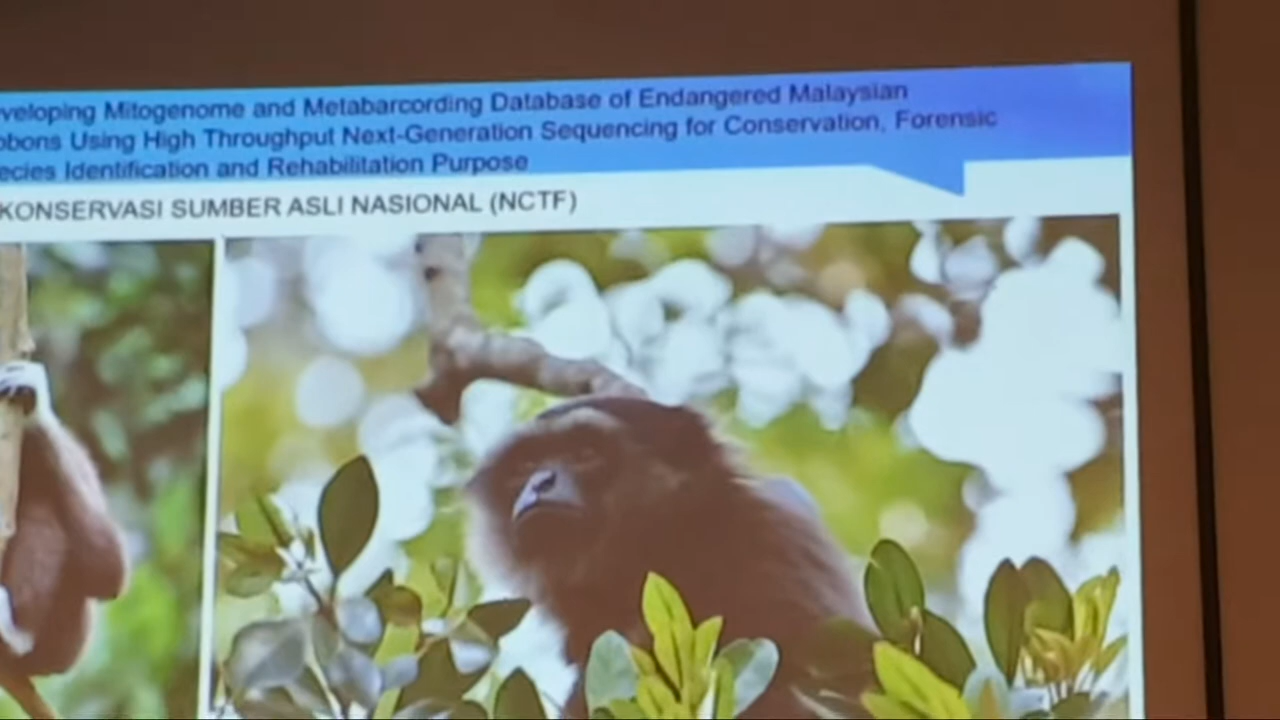 veloping Mitogenome and Metabarcording Database of Endangered Malaysian
bbons Using High Throughput Next-Generation Sequencing for Conservation, Forensic
ecies Identification and Rehabilitation Purpose
KONSERVASI SUMBER ASLI NASIONAL (NCTF)